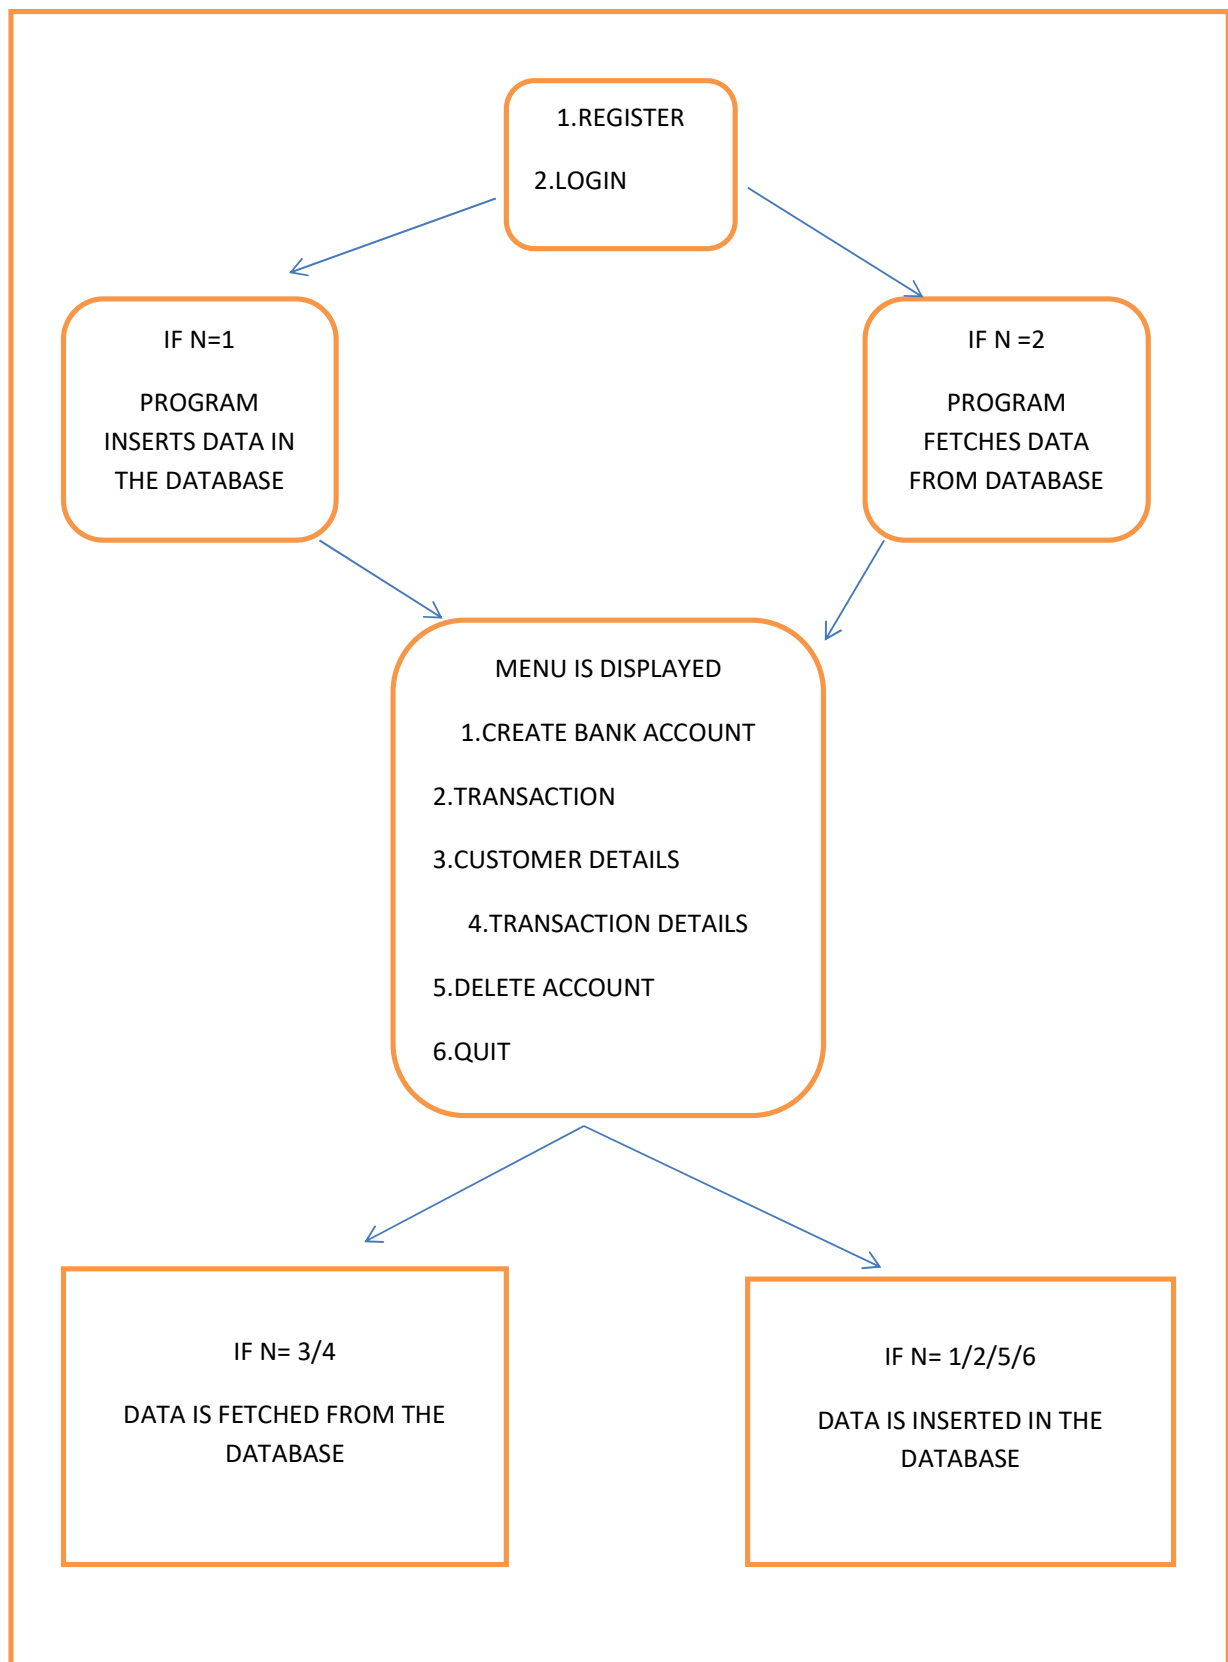 1.REGISTER
2.LOGIN
IF N=1
PROGRAM
INSERTS DATA IN
THE DATABASE
IF N =2
PROGRAM
FETCHES DATA
FROM DATABASE
MENU IS DISPLAYED
1.CREATE BANK ACCOUNT
2.TRANSACTION
3.CUSTOMER DETAILS
4.TRANSACTION DETAILS
5.DELETE ACCOUNT
6.QUIT
IF N= 3/4
DATA IS FETCHED FROM THE
DATABASE
IF N= 1/2/5/6
DATA IS INSERTED IN THE
DATABASE